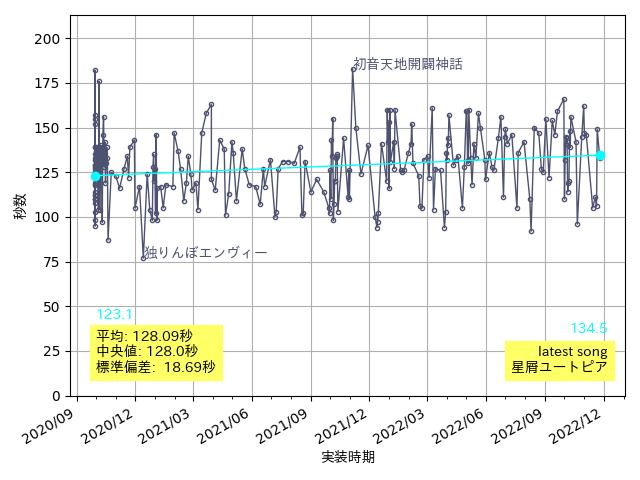 200
175
150
125
100
75
50
25
0
秒数
初音天地開闢神話
独りんぼエンヴィー
123.1
134.5
平均: 128.09秒
中央値: 128.0秒
標準偏差: 18.69秒
latest song
星屑ユートピア
2020/09
2020/12
2021/03
2021/06
2021/09
2021/12
2022/03
2022/06
2022/09
2022/12
実装時期